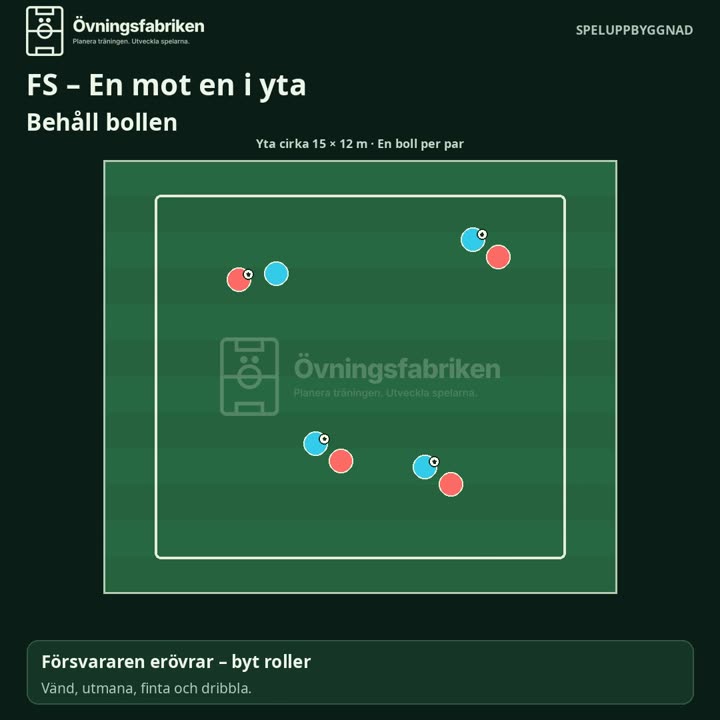 Övningsfabriken
Planera träningen. Utveckla spelarna.
SPELUPPBYGGNAD
FS – En mot en i yta
Behåll bollen
Yta cirka 15 × 12 m · En boll per par
Övningsfabriken
Planera träningen. Utveckla spelarna.
Försvararen erövrar – byt roller
Vänd, utmana, finta och dribbla.